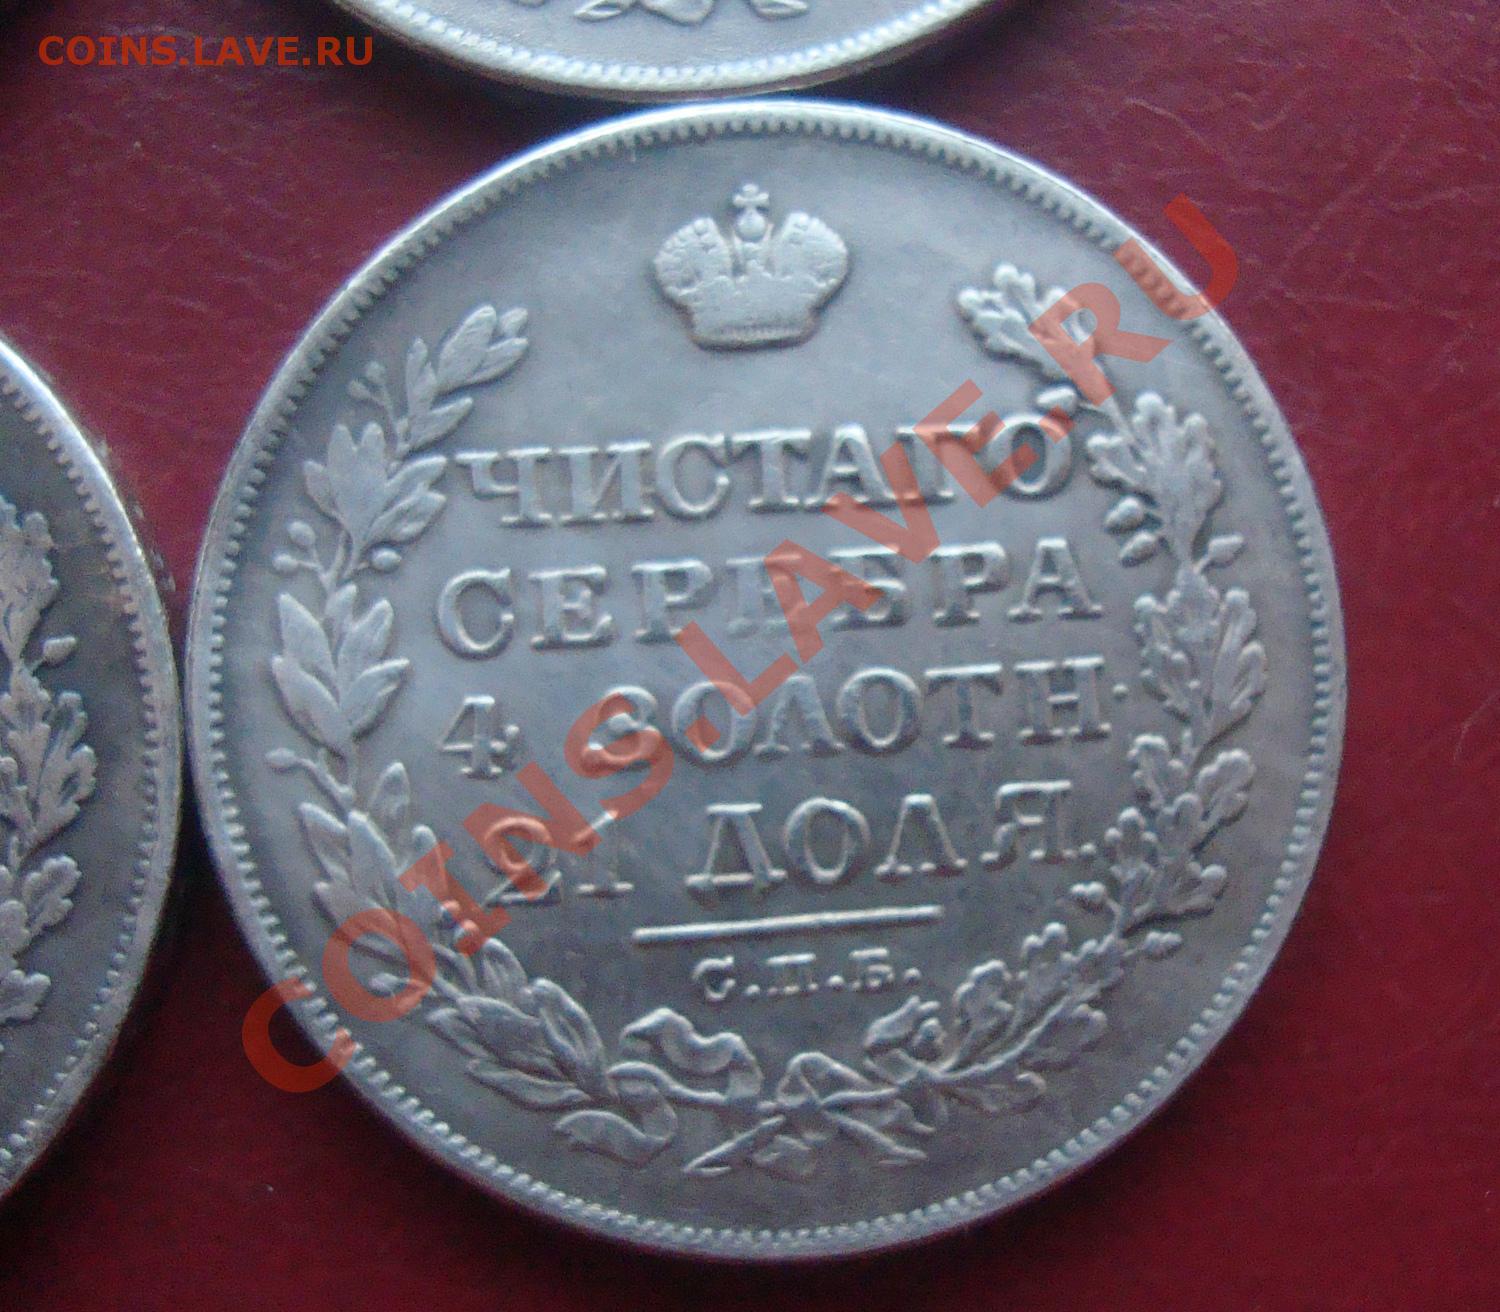 COINS.LAVE.RU
ЧИСТАГО
СЕРЕБРА
4 ЗОЛОТН.
21 ДОЛЯ.
С.П.Б.
COINS.LAVE.RU